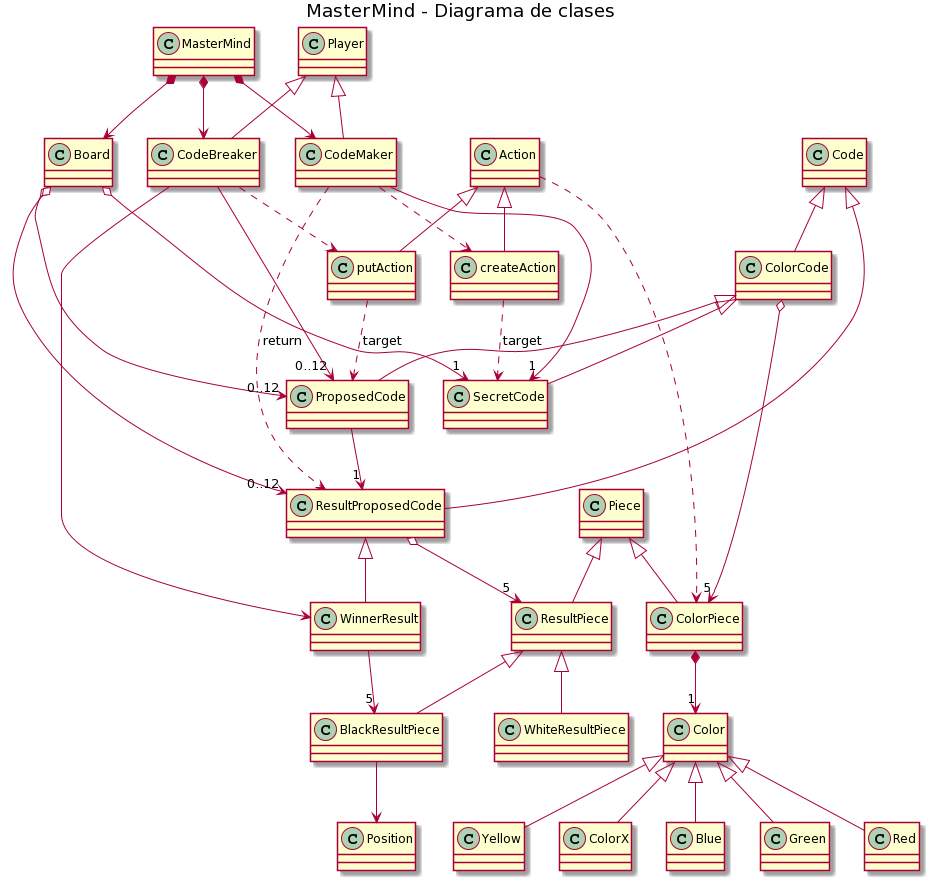 MasterMind - Diagrama de clases
C MasterMind
C Player
C Board
C CodeBreaker
C CodeMaker
C Action
C Code
C putAction
C createAction
C ColorCode
return
target
target
0..12
1
1
0..12
C ProposedCode
C SecretCode
1
0..12
C ResultProposedCode
C Piece
5
5
C WinnerResult
C ResultPiece
C ColorPiece
5
1
C BlackResultPiece
C WhiteResultPiece
C Color
C Position
C Yellow
C ColorX
C Blue
C Green
C Red